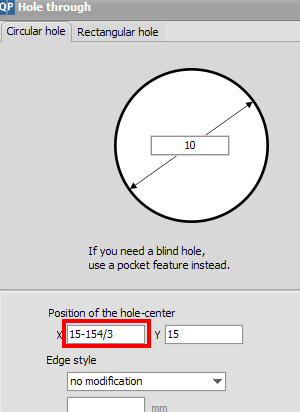 QP Hole through
Circular hole Rectangular hole
10
If you need a blind hole,
use a pocket feature instead.
Position of the hole-center
X 15-154/3 Y 15
Edge style
no modification
mm